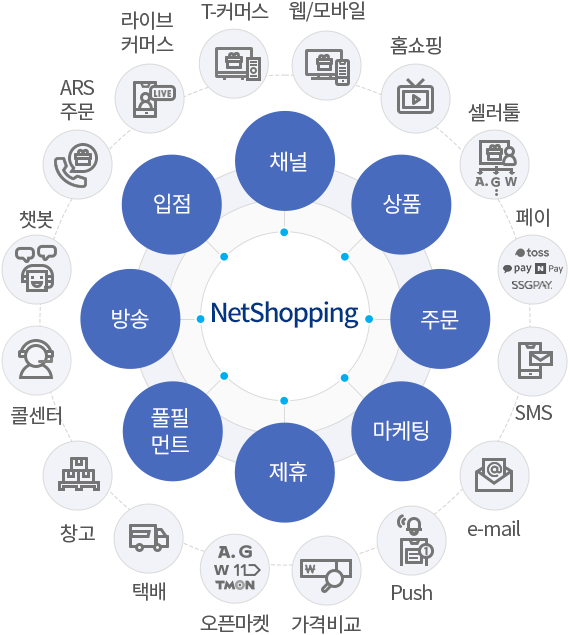 T-커머스
웹/모바일
라이브
커머스
홈쇼핑
ARS
주문
LIVE
셀러툴
A. G W
채널
입점
상품
챗봇
페이
toss
pay N Pay
SSGPAY.
방송
NetShopping
주문
콜센터
SMS
풀필
먼트
마케팅
제휴
창고
@
e-mail
택배
A. G
W 11
TMON
오픈마켓
₩
가격비교
1
Push